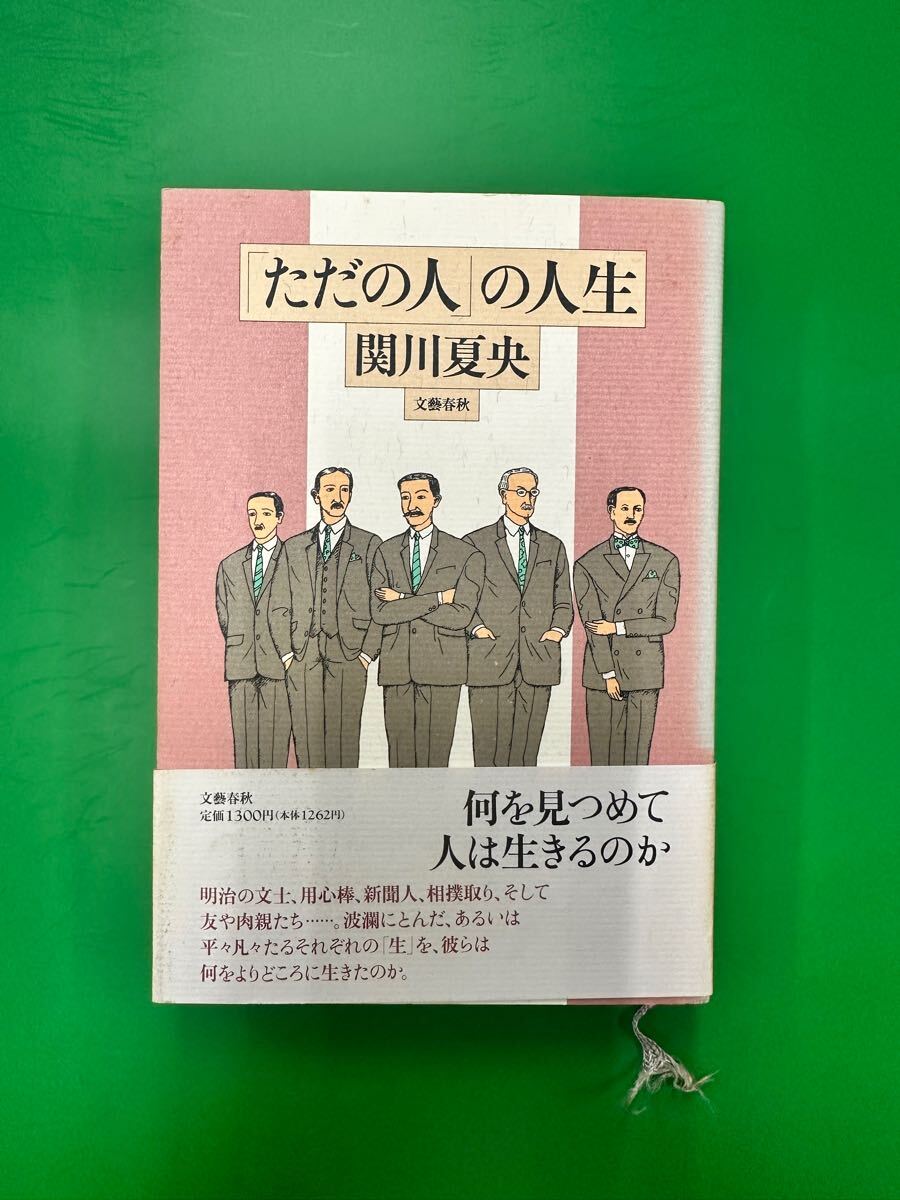 「ただの人」の人生
関川夏央
文藝春秋
文藝春秋
定価1300円(本体1262円)
何を見つめて
人は生きるのか
明治の文士、用心棒、新聞人、相撲取り、そして
友や肉親たち……。波瀾にとんだ、あるいは
平々凡々たるそれぞれの「生」を、彼らは
何をよりどころに生きたのか。